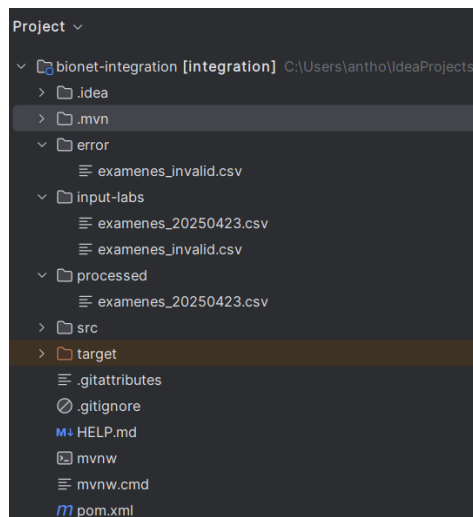 Project
bionet-integration [integration] C:\Users\antho\IdeaProjects
.idea
.mvn
error
examenes_invalid.csv
input-labs
examenes_20250423.csv
examenes_invalid.csv
processed
examenes_20250423.csv
src
target
.gitattributes
.gitignore
M↓ HELP.md
mvnw
mvnw.cmd
m pom.xml